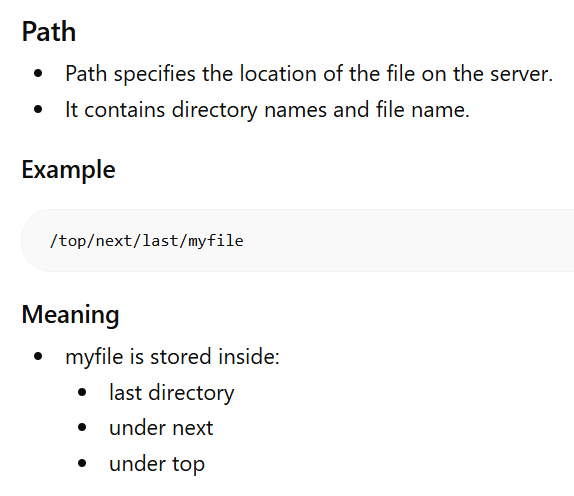 Path
Path specifies the location of the file on the server.
It contains directory names and file name.
Example
/top/next/last/myfile
Meaning
myfile is stored inside:
last directory
under next
under top